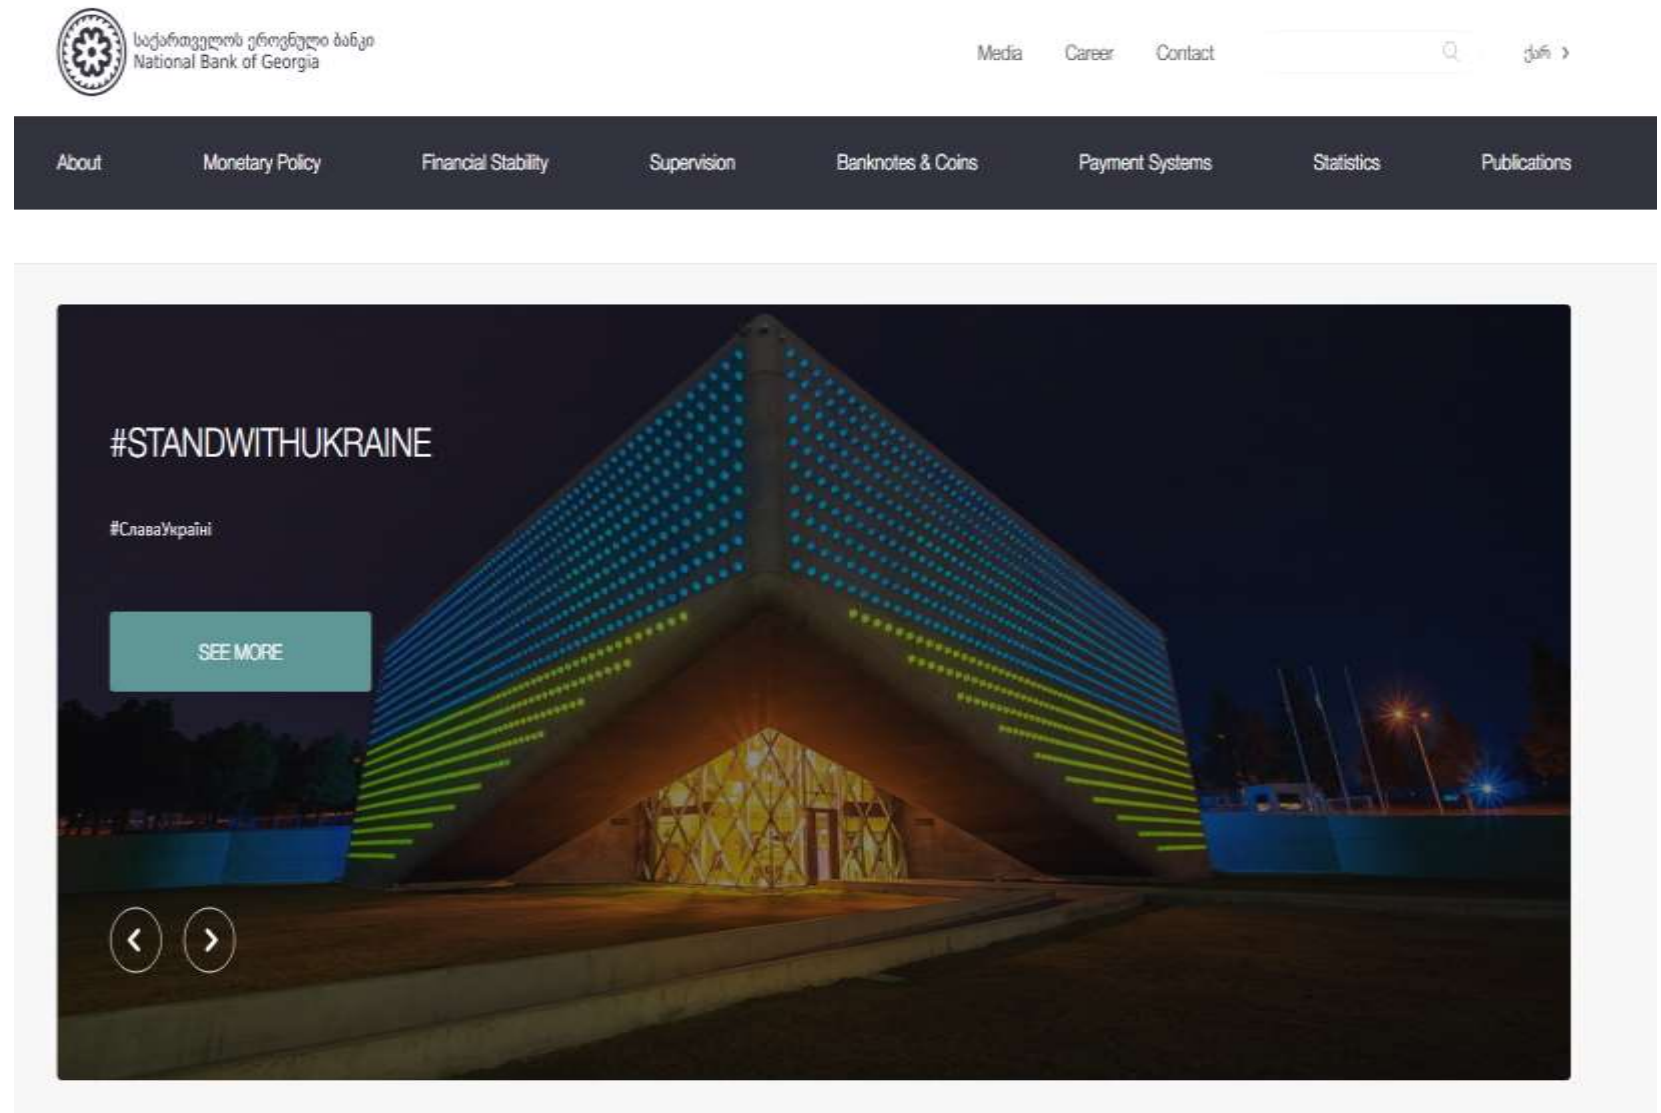 საქართველოს ეროვნული ბანკი
National Bank of Georgia
Media Career Contact ქარ
About Monetary Policy Financial Stability Supervision Banknotes & Coins Payment Systems Statistics Publications
#STANDWITHUKRAINE
#СлаваУкраїні
SEE MORE